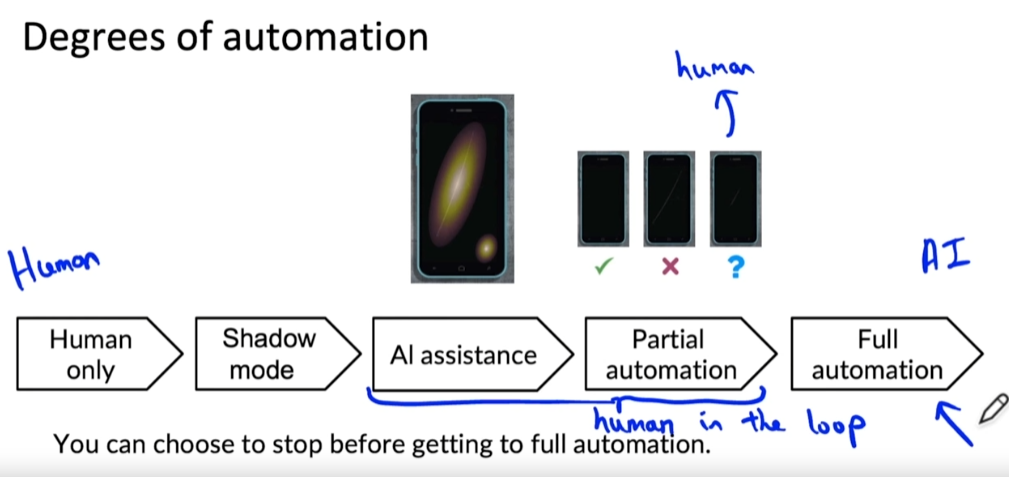 Degrees of automation
human
✓ ✗ ?
Human
AI
Human
only
Shadow
mode
AI assistance
Partial
automation
Full
automation
human in the loop
You can choose to stop before getting to full automation.